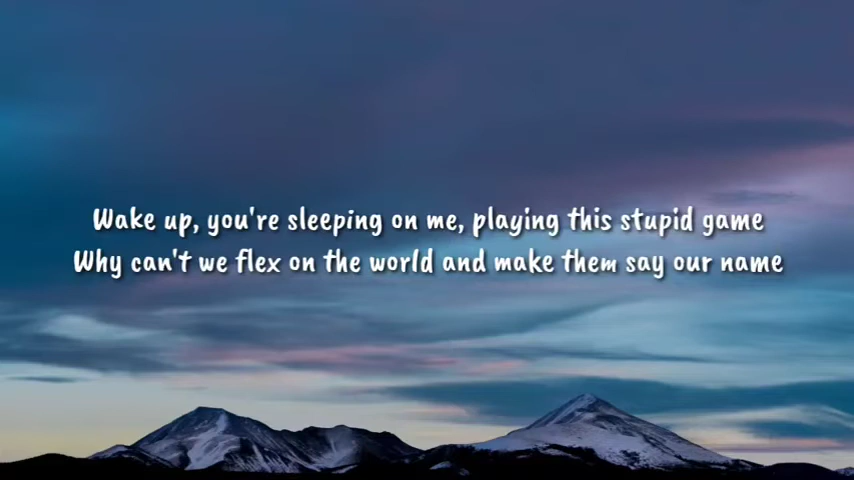 Wake up, you're sleeping on me, playing this stupid game
Why can't we flex on the world and make them say our name